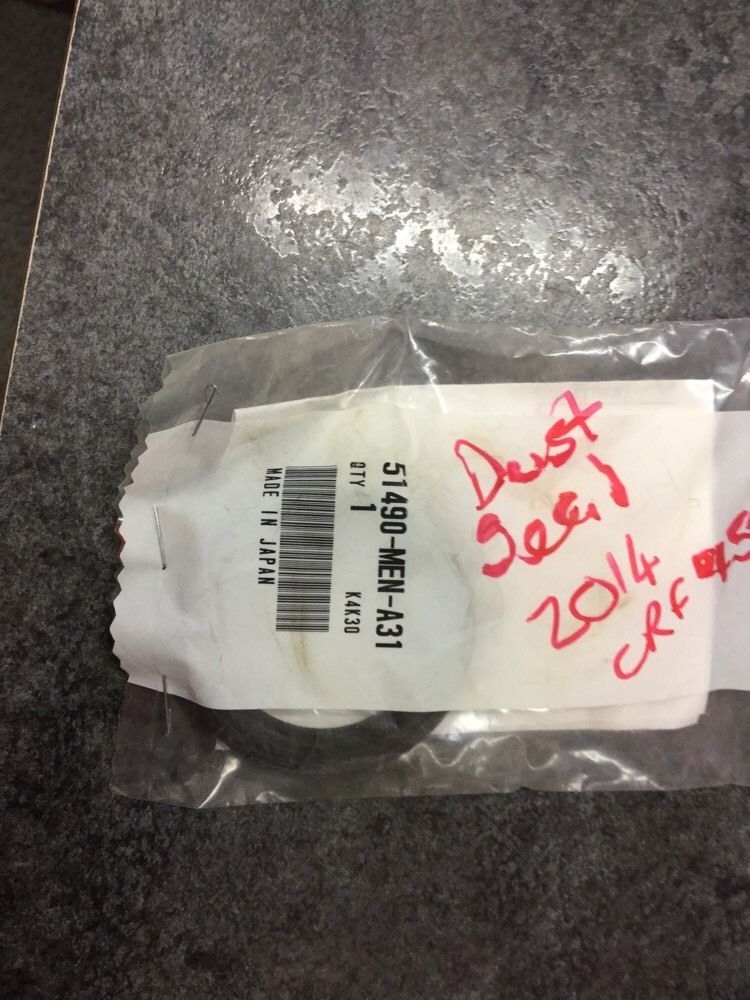 51490-MEN-A31
QTY 1
K4K30
MADE IN JAPAN
Dust
Seal
2014
CRF